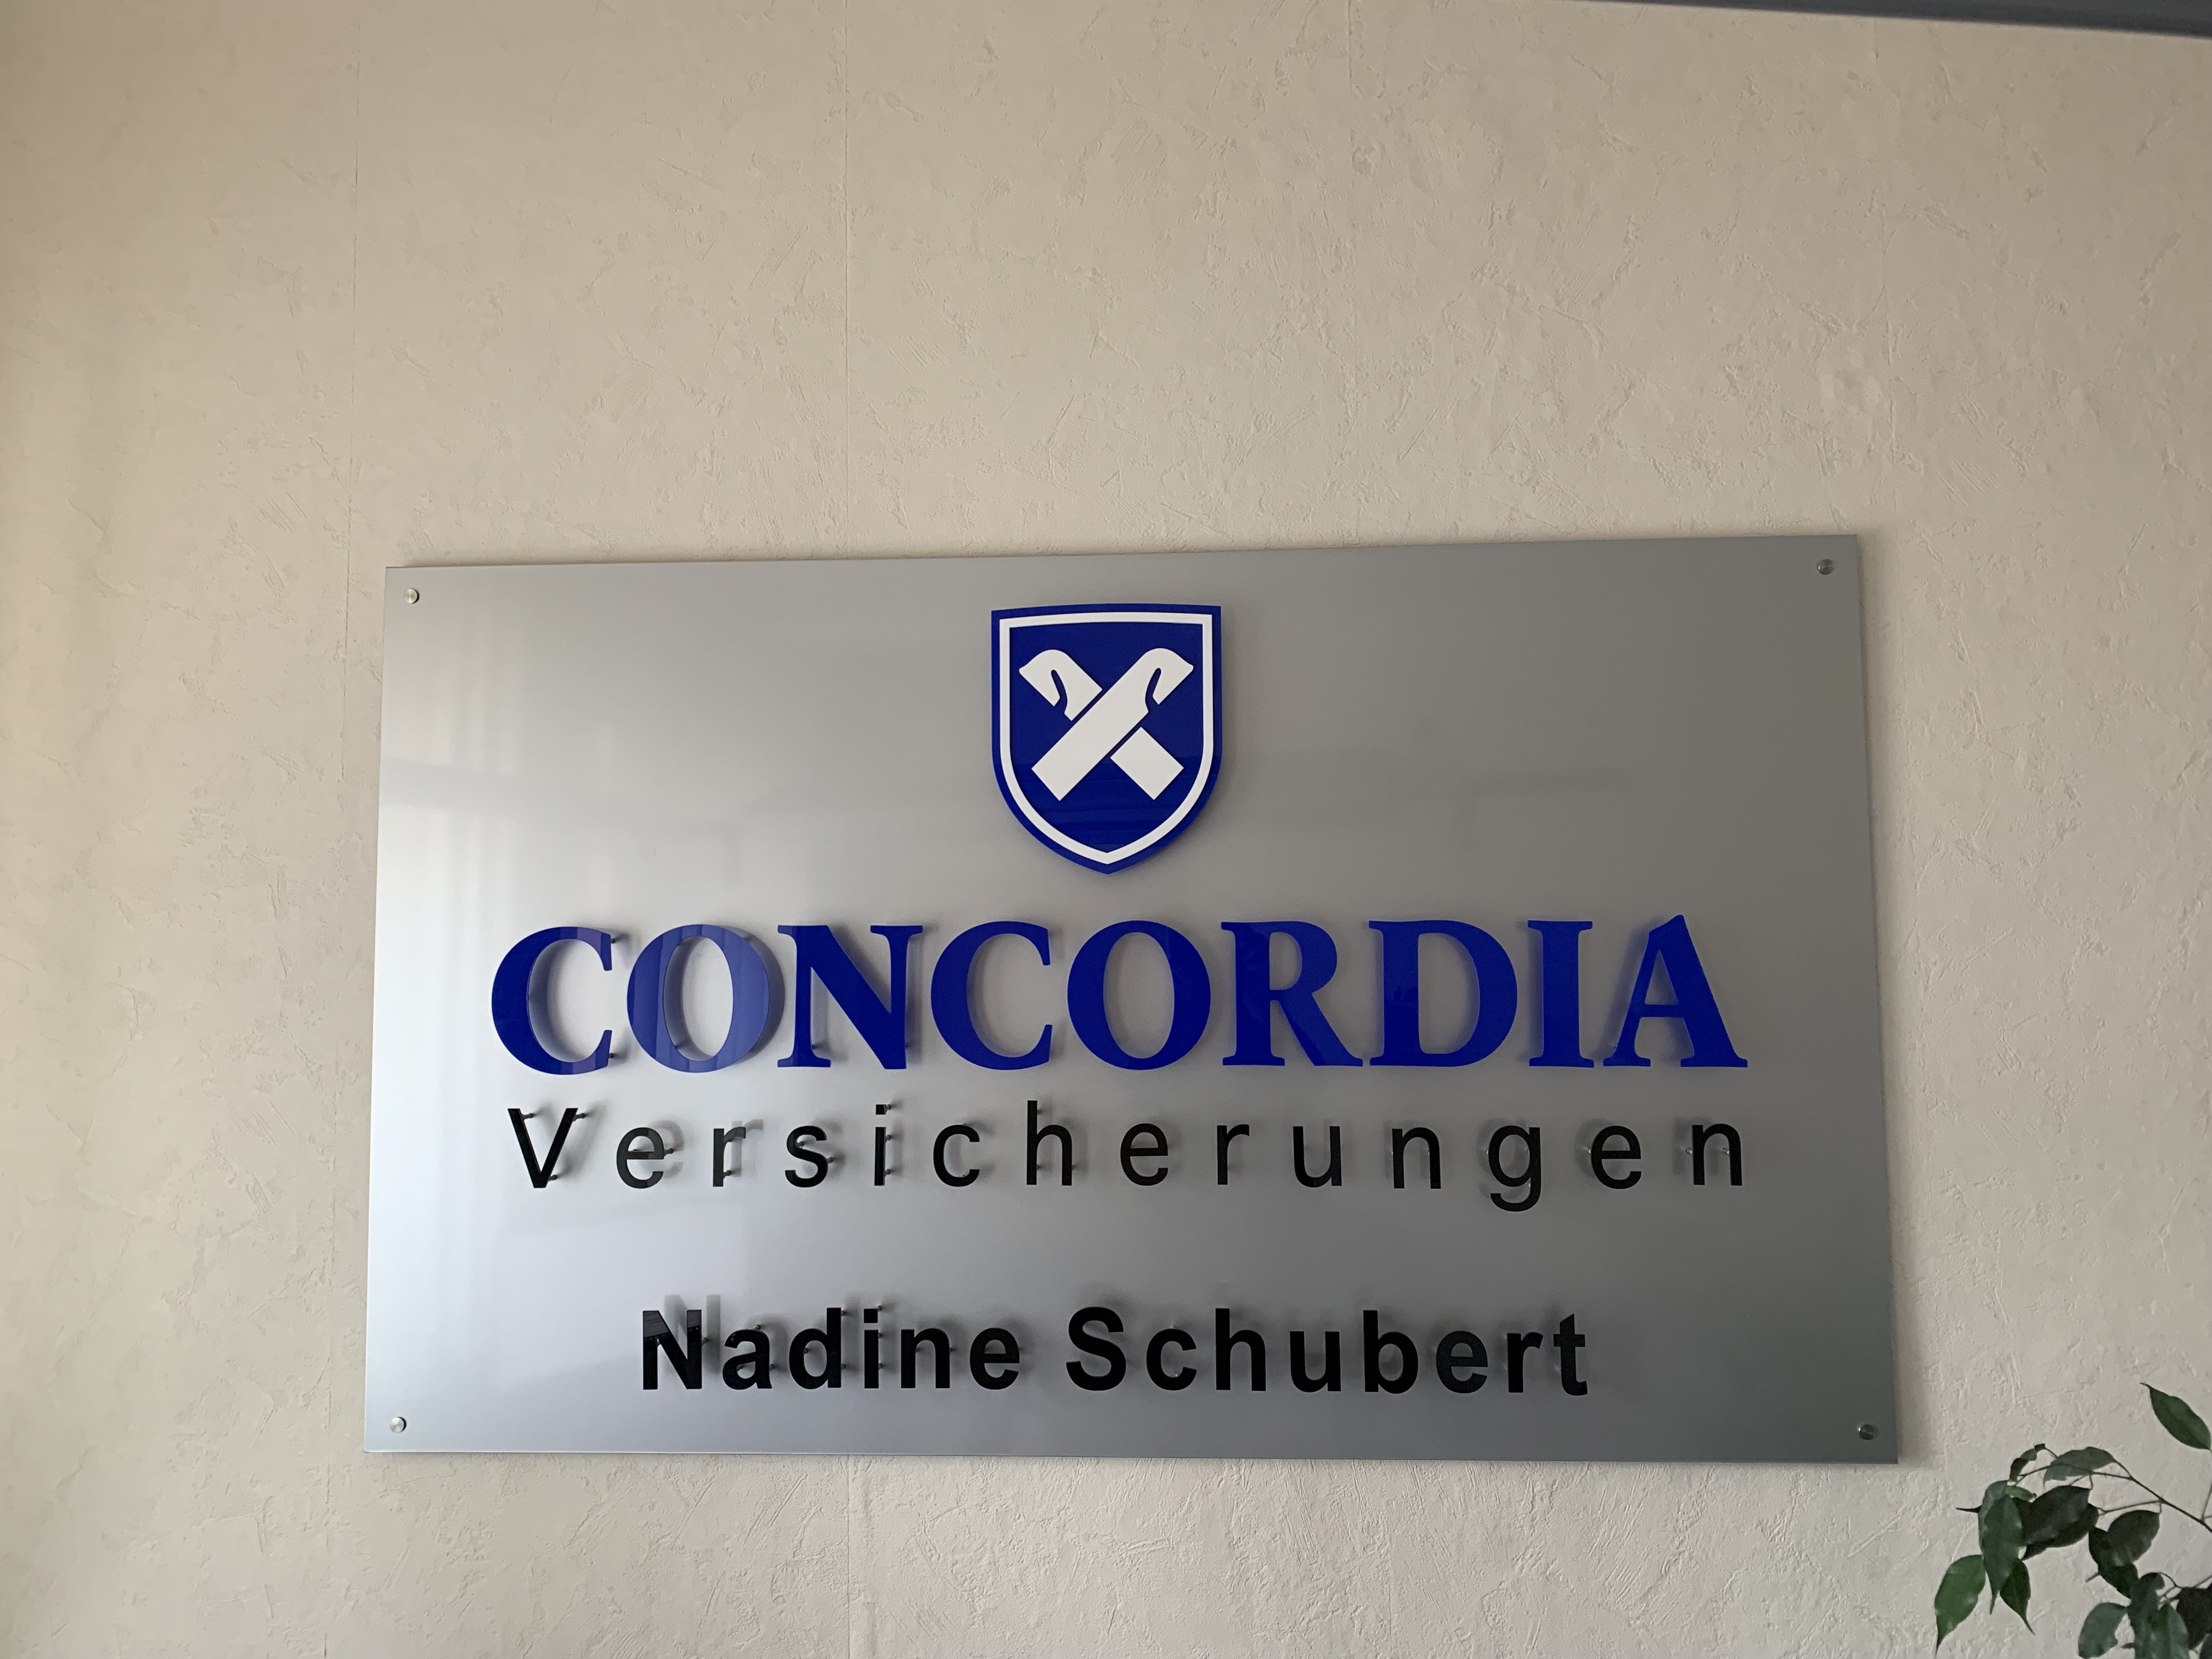 CONCORDIA
Versicherungen
Nadine Schubert